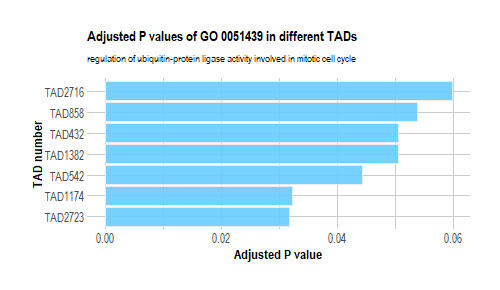 Adjusted P values of GO 0051439 in different TADs
regulation of ubiquitin-protein ligase activity involved in mitotic cell cycle
TAD number
TAD2716
TAD858
TAD432
TAD1382
TAD542
TAD1174
TAD2723
0.00 0.02 0.04 0.06
Adjusted P value